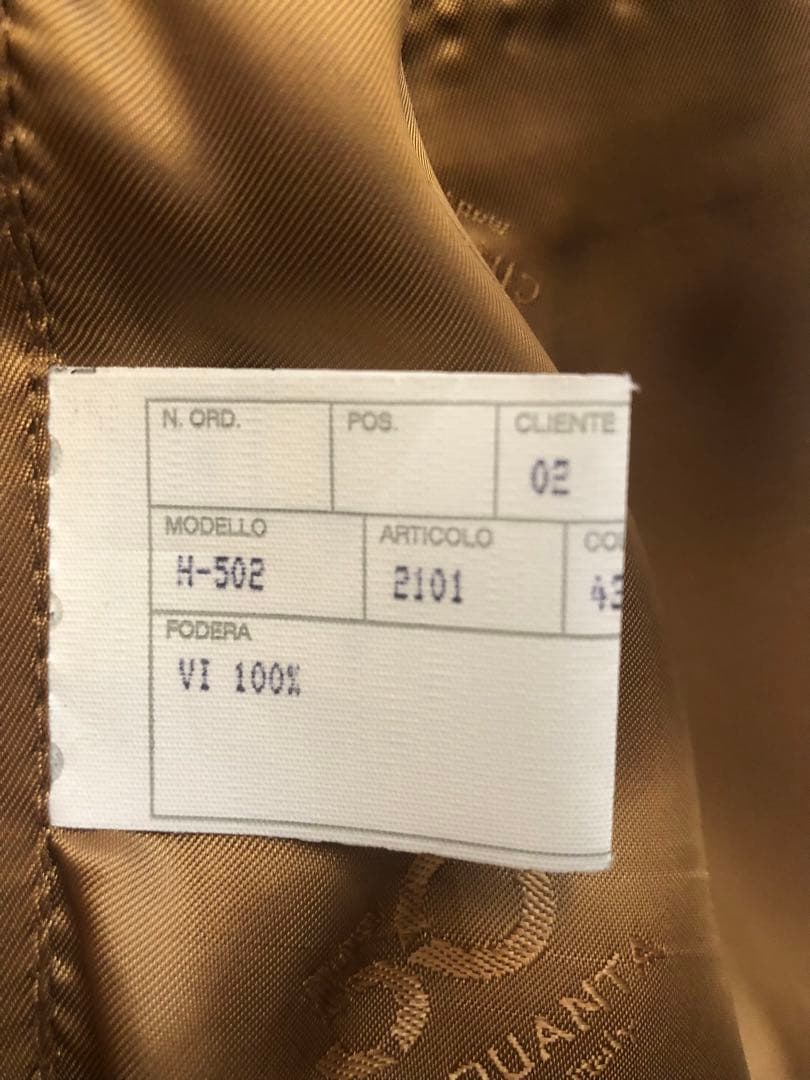 N. ORD. POS. CLIENTE
02
MODELLO ARTICOLO
H-502 2101
FODERA
VI 100%